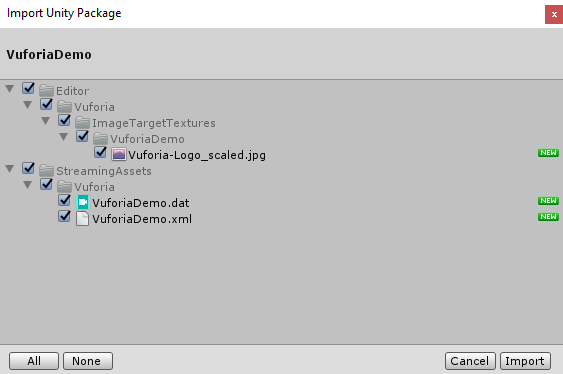 Import Unity Package
x
VuforiaDemo
Editor
Vuforia
ImageTargetTextures
VuforiaDemo
Vuforia-Logo_scaled.jpg NEW
StreamingAssets
Vuforia
VuforiaDemo.dat NEW
VuforiaDemo.xml NEW
All None Cancel Import